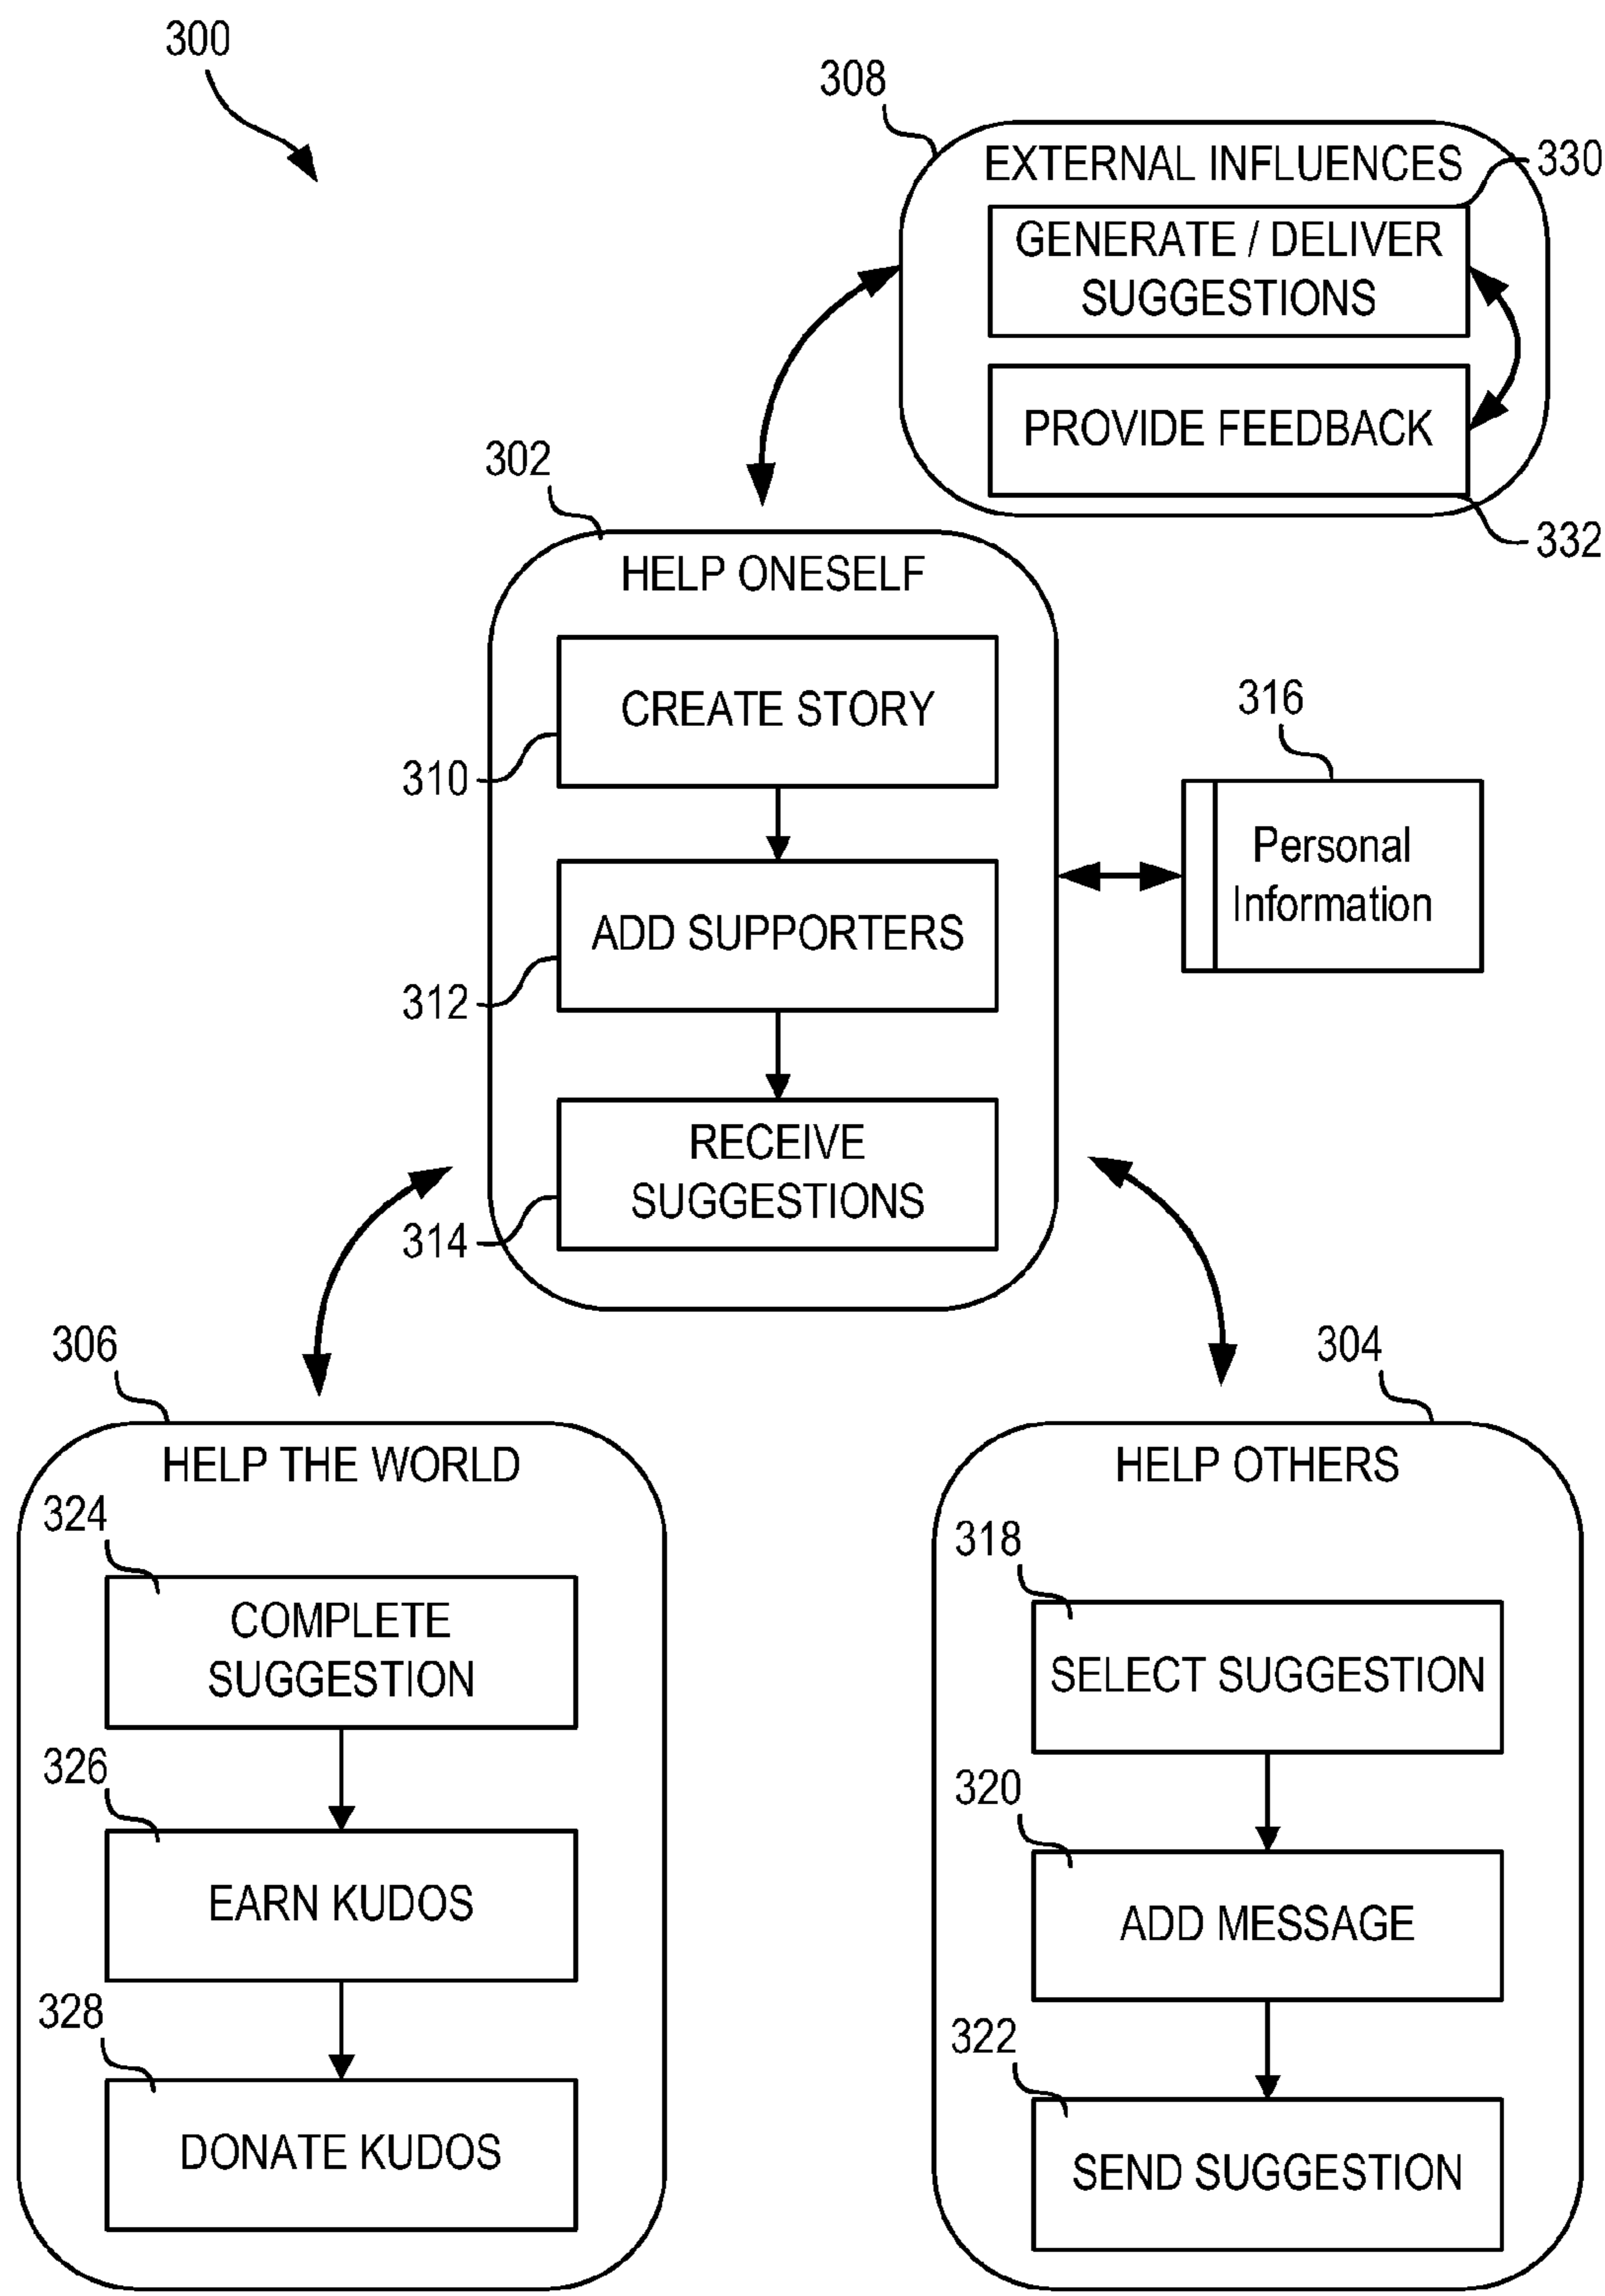 300
308
EXTERNAL INFLUENCES
330
GENERATE / DELIVER
SUGGESTIONS
PROVIDE FEEDBACK
332
302
HELP ONESELF
CREATE STORY
310
ADD SUPPORTERS
312
RECEIVE
SUGGESTIONS
314
316
Personal
Information
306
HELP THE WORLD
324
COMPLETE
SUGGESTION
326
EARN KUDOS
328
DONATE KUDOS
304
HELP OTHERS
318
SELECT SUGGESTION
320
ADD MESSAGE
322
SEND SUGGESTION